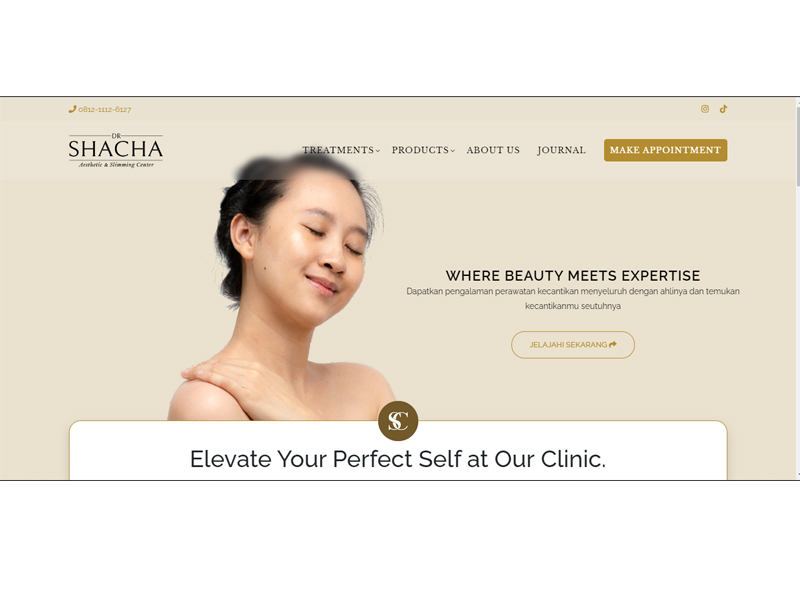 0812-1112-6127
DR
SHACHA
Aesthetic & Slimming Center
TREATMENTS PRODUCTS ABOUT US JOURNAL MAKE APPOINTMENT
WHERE BEAUTY MEETS EXPERTISE
Dapatkan pengalaman perawatan kecantikan menyeluruh dengan ahlinya dan temukan
kecantikanmu seutuhnya
JELAJAHI SEKARANG
SC
Elevate Your Perfect Self at Our Clinic.